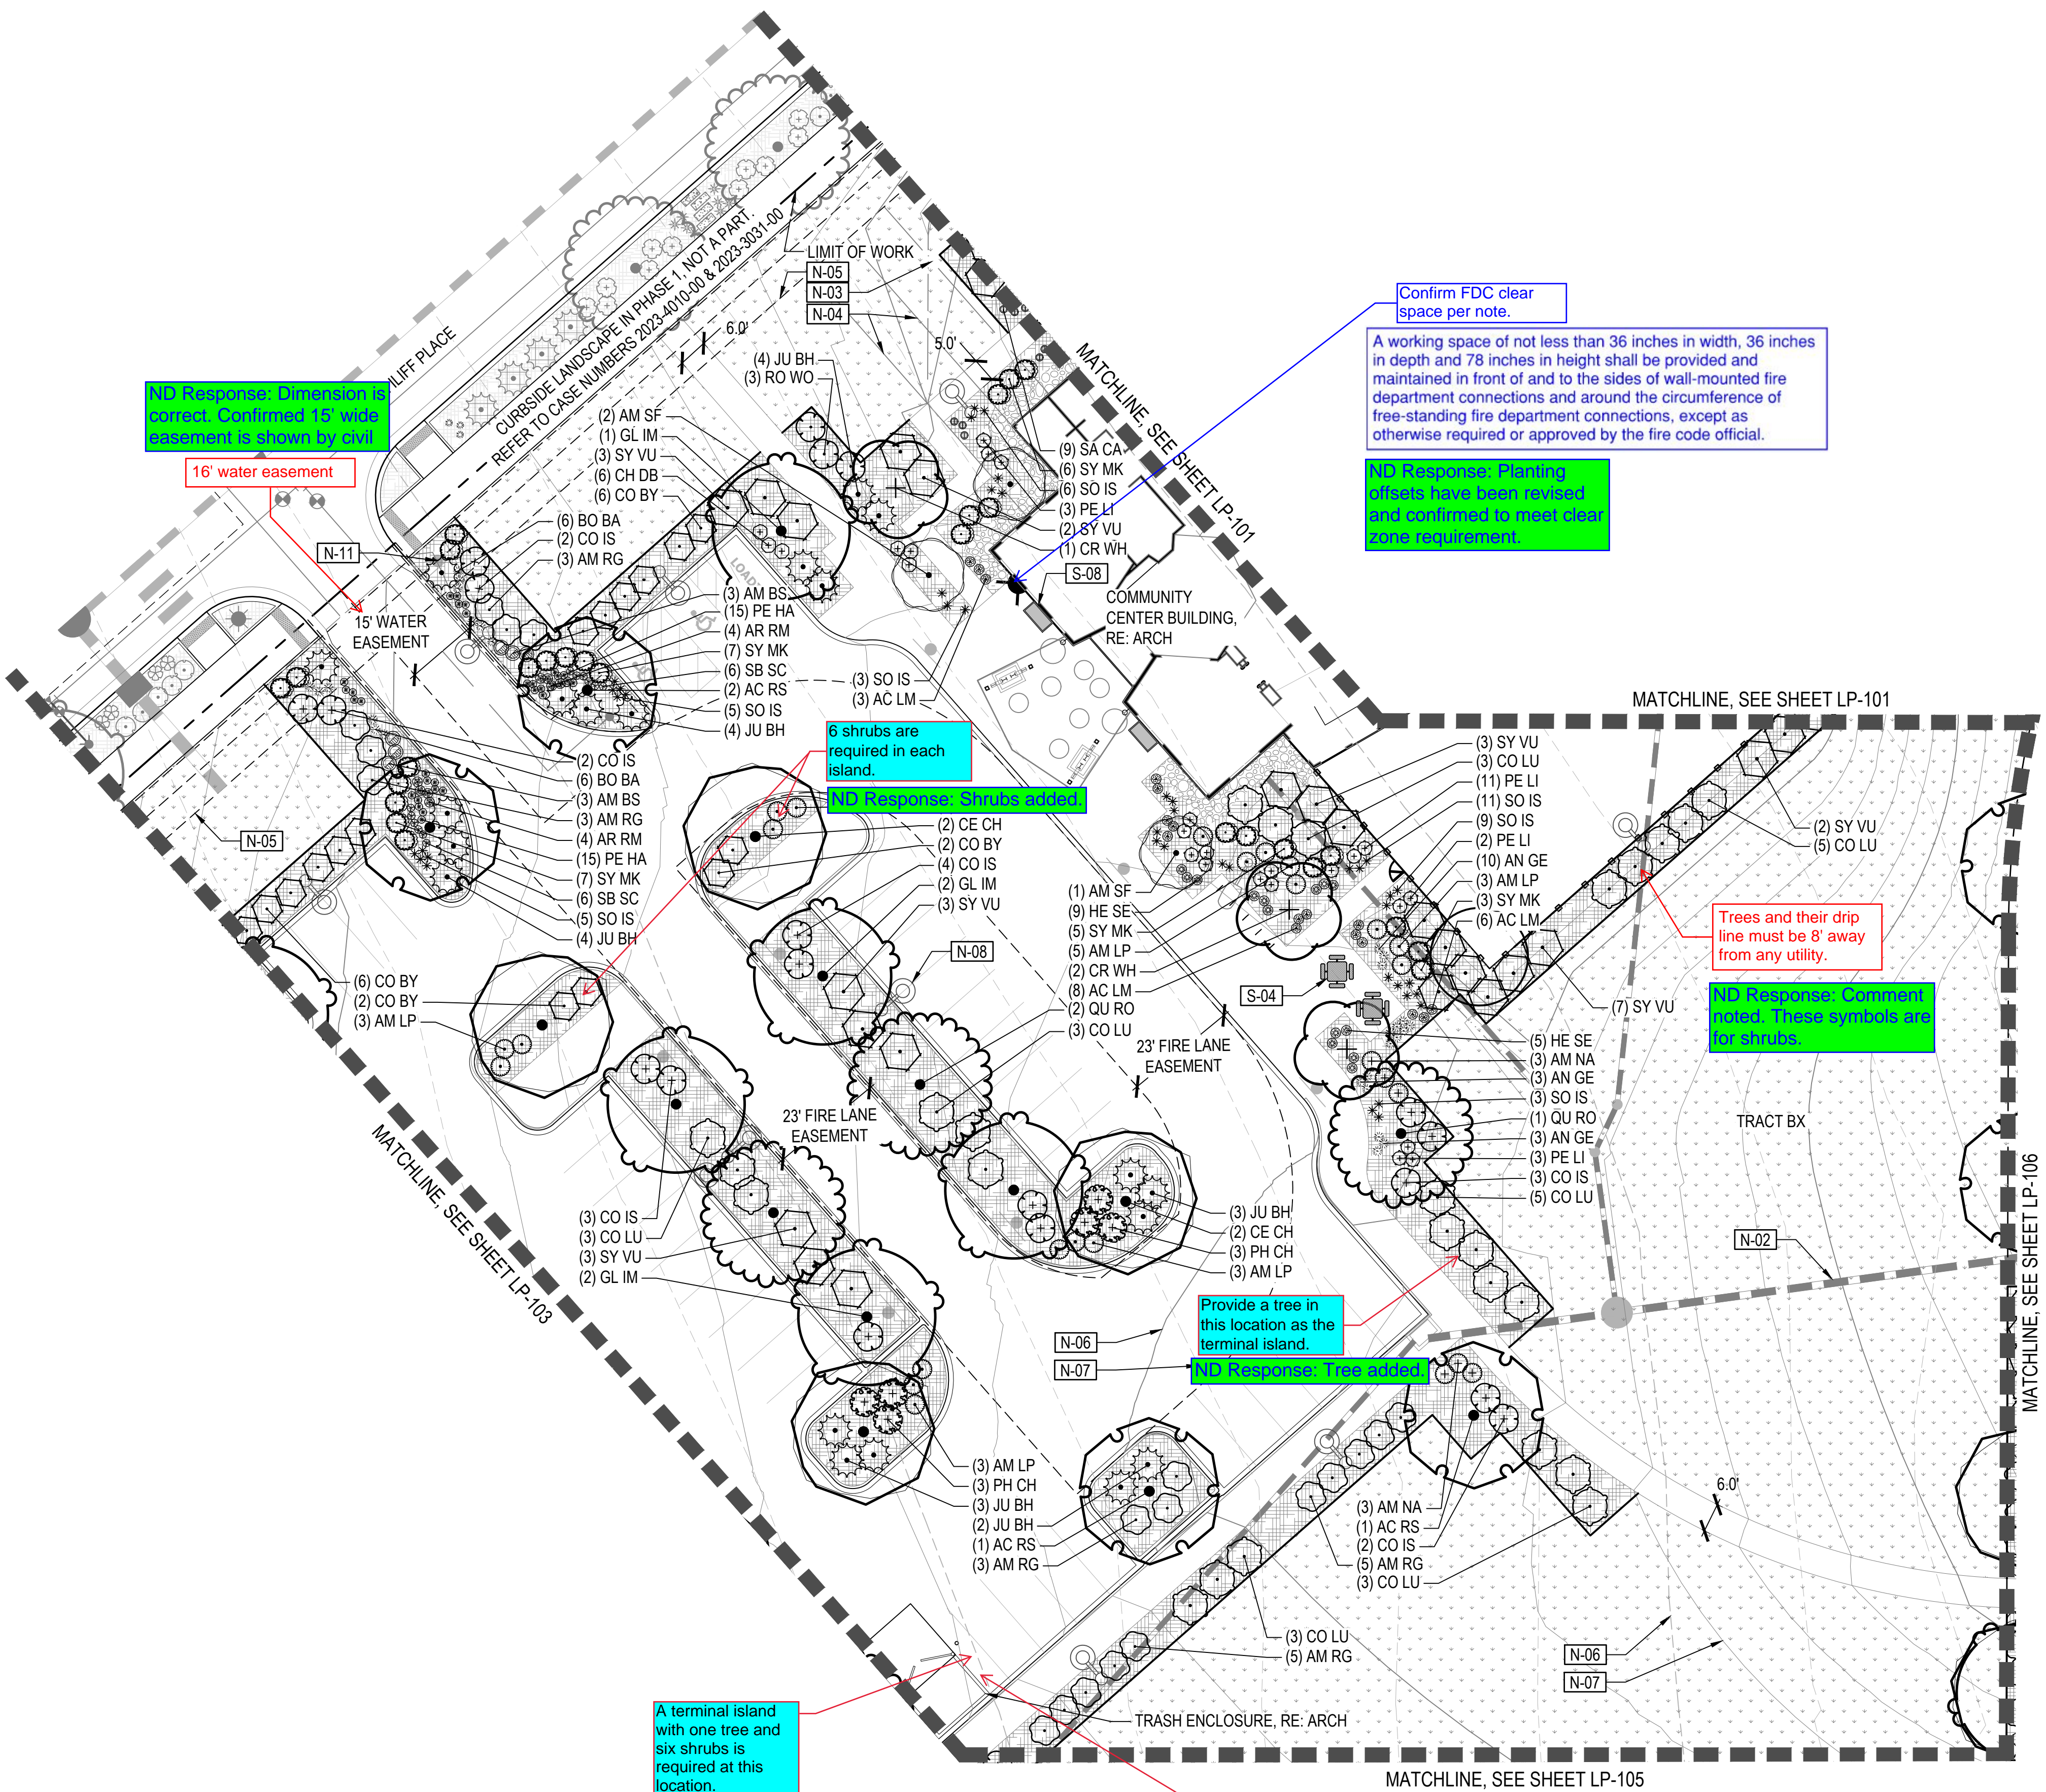 ILIFF PLACE
CURBSIDE LANDSCAPE IN PHASE 1, NOT A PART.
REFER TO CASE NUMBERS 2023-4010-00 & 2023-3031-00
LIMIT OF WORK
N-05
N-03
N-04
6.0'
5.0'
MATCHLINE, SEE SHEET LP-101
Confirm FDC clear
space per note.
A working space of not less than 36 inches in width, 36 inches
in depth and 78 inches in height shall be provided and
maintained in front of and to the sides of wall-mounted fire
department connections and around the circumference of
free-standing fire department connections, except as
otherwise required or approved by the fire code official.
ND Response: Planting
offsets have been revised
and confirmed to meet clear
zone requirement.
ND Response: Dimension is
correct. Confirmed 15' wide
easement is shown by civil
16' water easement
(4) JU BH
(3) RO WO
(2) AM SF
(1) GL IM
(3) SY VU
(6) CH DB
(6) CO BY
(6) BO BA
(2) CO IS
(3) AM RG
N-11
15' WATER
EASEMENT
(9) SA CA
(6) SY MK
(6) SO IS
(3) PE LI
(2) SY VU
(1) CR WH
S-08
COMMUNITY
CENTER BUILDING,
RE: ARCH
(3) AM BS
(15) PE HA
(4) AR RM
(7) SY MK
(6) SB SC
(2) AC RS
(5) SO IS
(4) JU BH
(3) SO IS
(3) AC LM
6 shrubs are
required in each
island.
ND Response: Shrubs added.
(2) CO IS
(6) BO BA
(3) AM BS
(3) AM RG
(4) AR RM
(15) PE HA
(7) SY MK
(6) SB SC
(5) SO IS
(4) JU BH
N-05
(2) CE CH
(2) CO BY
(4) CO IS
(2) GL IM
(3) SY VU
N-08
MATCHLINE, SEE SHEET LP-101
(3) SY VU
(3) CO LU
(11) PE LI
(11) SO IS
(9) SO IS
(2) PE LI
(10) AN GE
(3) AM LP
(3) SY MK
(6) AC LM
(2) SY VU
(5) CO LU
Trees and their drip
line must be 8' away
from any utility.
ND Response: Comment
noted. These symbols are
for shrubs.
(7) SY VU
(1) AM SF
(9) HE SE
(5) SY MK
(5) AM LP
(2) CR WH
(8) AC LM
(2) QU RO
(3) CO LU
S-04
23' FIRE LANE
EASEMENT
(6) CO BY
(2) CO BY
(3) AM LP
23' FIRE LANE
EASEMENT
(5) HE SE
(3) AM NA
(3) AN GE
(3) SO IS
(1) QU RO
(3) AN GE
(3) PE LI
(3) CO IS
(5) CO LU
TRACT BX
MATCHLINE, SEE SHEET LP-106
N-02
MATCHLINE, SEE SHEET LP-103
(3) CO IS
(3) CO LU
(3) SY VU
(2) GL IM
(3) JU BH
(2) CE CH
(3) PH CH
(3) AM LP
Provide a tree in
this location as the
terminal island.
ND Response: Tree added.
N-06
N-07
(3) AM LP
(3) PH CH
(3) JU BH
(2) JU BH
(1) AC RS
(3) AM RG
(3) AM NA
(1) AC RS
(2) CO IS
(5) AM RG
(3) CO LU
6.0'
(3) CO LU
(5) AM RG
N-06
N-07
A terminal island
with one tree and
six shrubs is
required at this
location.
TRASH ENCLOSURE, RE: ARCH
MATCHLINE, SEE SHEET LP-105